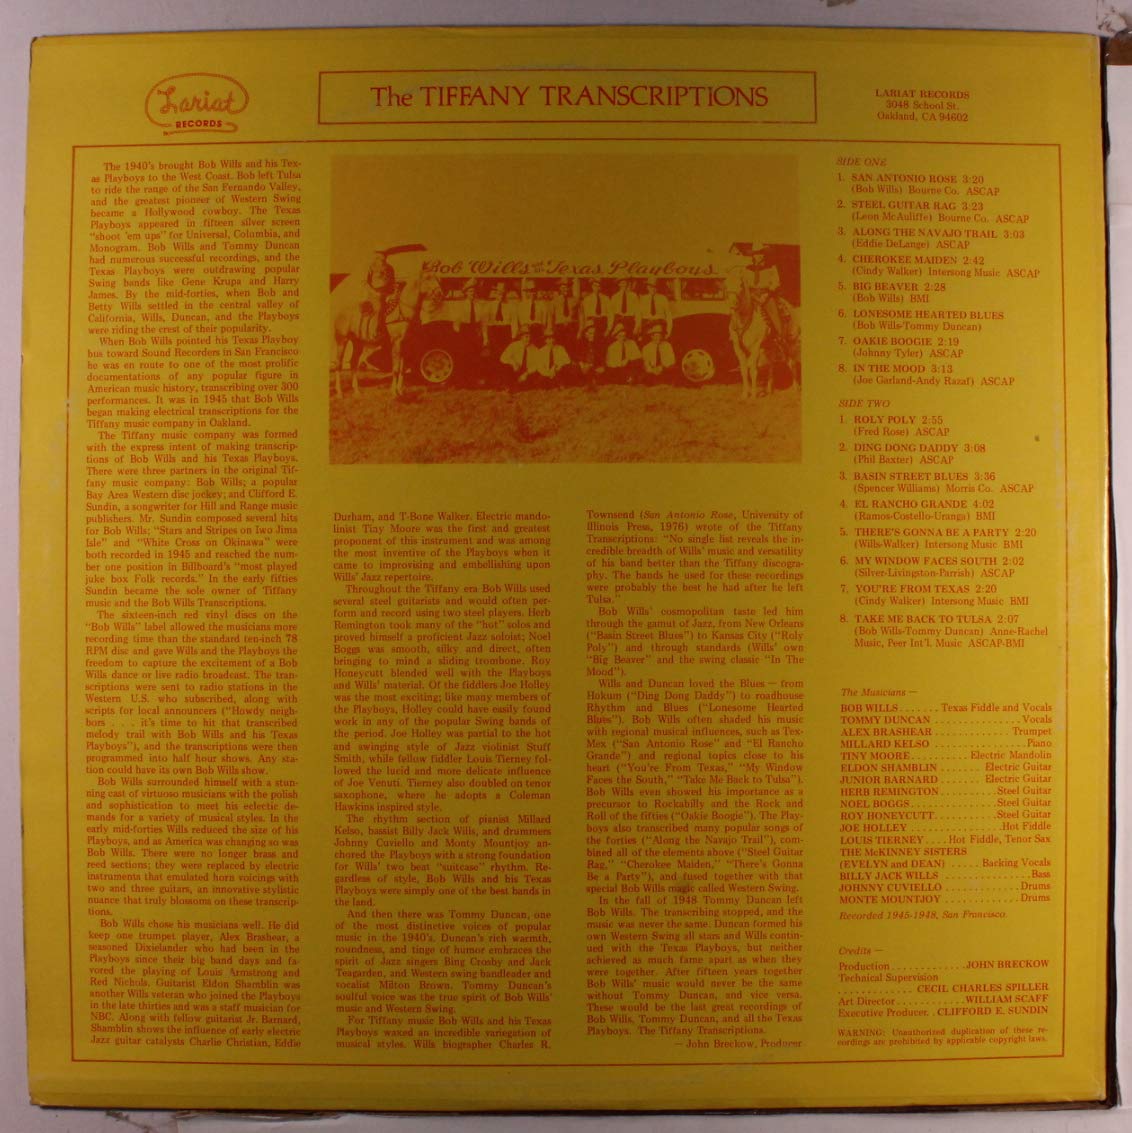 Lariat
RECORDS
The TIFFANY TRANSCRIPTIONS
LARIAT RECORDS
3048 School St.
Oakland, CA 94602
The 1940's brought Bob Wills and his Tex-
as Playboys to the West Coast. Bob left Tulsa
to ride the range of the San Fernando Valley,
and the greatest pioneer of Western Swing
became a Hollywood cowboy. The Texas
Playboys appeared in fifteen silver screen
"shoot 'em ups" for Universal, Columbia, and
Monogram. Bob Wills and Tommy Duncan
had numerous successful recordings, and the
Texas Playboys were outdrawing popular
Swing bands like Gene Krupa and Harry
James. By the mid-forties, when Bob and
Betty Wills settled in the central valley of
California, Wills, Duncan, and the Playboys
were riding the crest of their popularity.
When Bob Wills pointed his Texas Playboy
bus toward Sound Recorders in San Francisco
he was en route to one of the most prolific
documentations of any popular figure in
American music history, transcribing over 300
performances. It was in 1945 that Bob Wills
began making electrical transcriptions for the
Tiffany music company in Oakland.
The Tiffany music company was formed
with the express intent of making transcrip-
tions of Bob Wills and his Texas Playboys.
There were three partners in the original Tif-
fany music company: Bob Wills; a popular
Bay Area Western disc jockey; and Clifford E.
Sundin, a songwriter for Hill and Range music
publishers. Mr. Sundin composed several hits
for Bob Wills; "Stars and Stripes on Iwo Jima
Isle" and "White Cross on Okinawa" were
both recorded in 1945 and reached the num-
ber one position in Billboard's "most played
juke box Folk records." In the early fifties
Sundin became the sole owner of Tiffany
music and the Bob Wills Transcriptions.
The sixteen-inch red vinyl discs on the
"Bob Wills" label allowed the musicians more
recording time than the standard ten-inch 78
RPM disc and gave Wills and the Playboys the
freedom to capture the excitement of a Bob
Wills dance or live radio broadcast. The tran-
scriptions were sent to radio stations in the
Western U.S. who subscribed, along with
scripts for local announcers ("Howdy neigh-
bors . . . it's time to hit that transcribed
melody trail with Bob Wills and his Texas
Playboys"), and the transcriptions were then
programmed into half hour shows. Any sta-
tion could have its own Bob Wills show.
Bob Wills surrounded himself with a stun-
ning cast of virtuoso musicians with the polish
and sophistication to meet his eclectic de-
mands for a variety of musical styles. In the
early mid-forties Wills reduced the size of his
Playboys, and as America was changing so was
Bob Wills. There were no longer brass and
reed sections; they were replaced by electric
instruments that emulated horn voicings with
two and three guitars, an innovative stylistic
nuance that truly blossoms on these transcrip-
tions.
Bob Wills chose his musicians well. He did
keep one trumpet player, Alex Brashear, a
seasoned Dixielander who had been in the
Playboys since their big band days and fa-
vored the playing of Louis Armstrong and
Red Nichols. Guitarist Eldon Shamblin was
another Wills veteran who joined the Playboys
in the late thirties and was a staff musician for
NBC. Along with fellow guitarist Jr. Barnard,
Shamblin shows the influence of early electric
Jazz guitar catalysts Charlie Christian, Eddie
Bob Wills and his Texas Playboys
Durham, and T-Bone Walker. Electric mando-
linist Tiny Moore was the first and greatest
proponent of this instrument and was among
the most inventive of the Playboys when it
came to improvising and embellishing upon
Wills' Jazz repertoire.
Throughout the Tiffany era Bob Wills used
several steel guitarists and would often per-
form and record using two steel players. Herb
Remington took many of the "hot" solos and
proved himself a proficient Jazz soloist; Noel
Boggs was smooth, silky and direct, often
bringing to mind a sliding trombone. Roy
Honeycutt blended well with the Playboys
and Wills' material. Of the fiddlers Joe Holley
was the most exciting; like many members of
the Playboys, Holley could have easily found
work in any of the popular Swing bands of
the period. Joe Holley was partial to the hot
and swinging style of Jazz violinist Stuff
Smith, while fellow fiddler Louis Tierney fol-
lowed the lucid and more delicate influence
of Joe Venuti. Tierney also doubled on tenor
saxophone, where he adopts a Coleman
Hawkins inspired style.
The rhythm section of pianist Millard
Kelso, bassist Billy Jack Wills, and drummers
Johnny Cuviello and Monty Mountjoy an-
chored the Playboys with a strong foundation
for Wills' two beat "suitcase" rhythm. Re-
gardless of style, Bob Wills and his Texas
Playboys were simply one of the best bands in
the land.
And then there was Tommy Duncan, one
of the most distinctive voices of popular
music in the 1940's. Duncan's rich warmth,
roundness, and tinge of humor embraces the
spirit of Jazz singers Bing Crosby and Jack
Teagarden, and Western swing bandleader and
vocalist Milton Brown. Tommy Duncan's
soulful voice was the true spirit of Bob Wills'
music and Western Swing.
For Tiffany music Bob Wills and his Texas
Playboys waxed an incredible variegation of
musical styles. Wills biographer Charles R.
Townsend (San Antonio Rose, University of
Illinois Press, 1976) wrote of the Tiffany
Transcriptions: "No single list reveals the in-
credible breadth of Wills' music and versatility
of his band better than the Tiffany discogra-
phy. The bands he used for these recordings
were probably the best he had after he left
Tulsa."
Bob Wills' cosmopolitan taste led him
through the gamut of Jazz, from New Orleans
("Basin Street Blues") to Kansas City ("Roly
Poly") and through standards (Wills' own
"Big Beaver" and the swing classic "In The
Mood").
Wills and Duncan loved the Blues — from
Hokum ("Ding Dong Daddy") to roadhouse
Rhythm and Blues ("Lonesome Hearted
Blues"). Bob Wills often shaded his music
with regional musical influences, such as Tex-
Mex ("San Antonio Rose" and "El Rancho
Grande") and regional topics close to his
heart ("You're From Texas," "My Window
Faces the South," "Take Me Back to Tulsa").
Bob Wills even showed his importance as a
precursor to Rockabilly and the Rock and
Roll of the fifties ("Oakie Boogie"). The Play-
boys also transcribed many popular songs of
the forties ("Along the Navajo Trail"), com-
bined all of the elements above ("Steel Guitar
Rag," "Cherokee Maiden," "There's Gonna
Be a Party"), and fused together with that
special Bob Wills magic called Western Swing.
In the fall of 1948 Tommy Duncan left
Bob Wills. The transcribing stopped, and the
music was never the same. Duncan formed his
own Western Swing all stars and Wills contin-
ued with the Texas Playboys, but neither
achieved as much fame apart as when they
were together. After fifteen years together
Bob Wills' music would never be the same
without Tommy Duncan, and vice versa.
These would be the last great recordings of
Bob Wills, Tommy Duncan, and all the Texas
Playboys. The Tiffany Transcriptions.
— John Breckow, Producer
SIDE ONE
1. SAN ANTONIO ROSE 3:20
(Bob Wills) Bourne Co. ASCAP
2. STEEL GUITAR RAG 3:23
(Leon McAuliffe) Bourne Co. ASCAP
3. ALONG THE NAVAJO TRAIL 3:03
(Eddie DeLange) ASCAP
4. CHEROKEE MAIDEN 2:42
(Cindy Walker) Intersong Music ASCAP
5. BIG BEAVER 2:28
(Bob Wills) BMI
6. LONESOME HEARTED BLUES
(Bob Wills-Tommy Duncan)
7. OAKIE BOOGIE 2:19
(Johnny Tyler) ASCAP
8. IN THE MOOD 3:13
(Joe Garland-Andy Razaf) ASCAP
SIDE TWO
1. ROLY POLY 2:55
(Fred Rose) ASCAP
2. DING DONG DADDY 3:08
(Phil Baxter) ASCAP
3. BASIN STREET BLUES 3:36
(Spencer Williams) Morris Co. ASCAP
4. EL RANCHO GRANDE 4:02
(Ramos-Costello-Uranga) BMI
5. THERE'S GONNA BE A PARTY 2:20
(Wills-Walker) Intersong Music BMI
6. MY WINDOW FACES SOUTH 2:02
(Silver-Livingston-Parrish) ASCAP
7. YOU'RE FROM TEXAS 2:20
(Cindy Walker) Intersong Music BMI
8. TAKE ME BACK TO TULSA 2:07
(Bob Wills-Tommy Duncan) Anne-Rachel
Music, Peer Int'l. Music ASCAP-BMI
The Musicians —
BOB WILLS.......Texas Fiddle and Vocals
TOMMY DUNCAN ...............Vocals
ALEX BRASHEAR .............Trumpet
MILLARD KELSO ................Piano
TINY MOORE.........Electric Mandolin
ELDON SHAMBLIN ......Electric Guitar
JUNIOR BARNARD ......Electric Guitar
HERB REMINGTON..........Steel Guitar
NOEL BOGGS...............Steel Guitar
ROY HONEYCUTT...........Steel Guitar
JOE HOLLEY................Hot Fiddle
LOUIS TIERNEY....Hot Fiddle, Tenor Sax
THE McKINNEY SISTERS
(EVELYN and DEAN) .....Backing Vocals
BILLY JACK WILLS ...............Bass
JOHNNY CUVIELLO .............Drums
MONTE MOUNTJOY .............Drums
Recorded 1945-1948, San Francisco.
Credits —
Production.............JOHN BRECKOW
Technical Supervision
.............CECIL CHARLES SPILLER
Art Director............WILLIAM SCAFF
Executive Producer..CLIFFORD E. SUNDIN
WARNING: Unauthorized duplication of these re-
cordings are prohibited by applicable copyright laws.